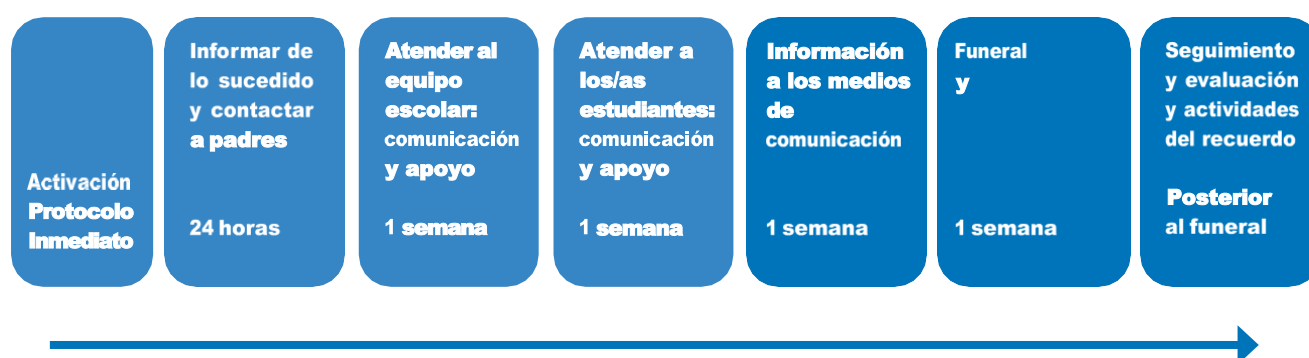 Activación
Protocolo
Inmediato
Informar de
lo sucedido
y contactar
a padres
24 horas
Atender al
equipo
escolar:
comunicación
y apoyo
1 semana
Atender a
los/as
estudiantes:
comunicación
y apoyo
1 semana
Información
a los medios
de
comunicación
1 semana
Funeral
y
1 semana
Seguimiento
y evaluación
y actividades
del recuerdo
Posterior
al funeral